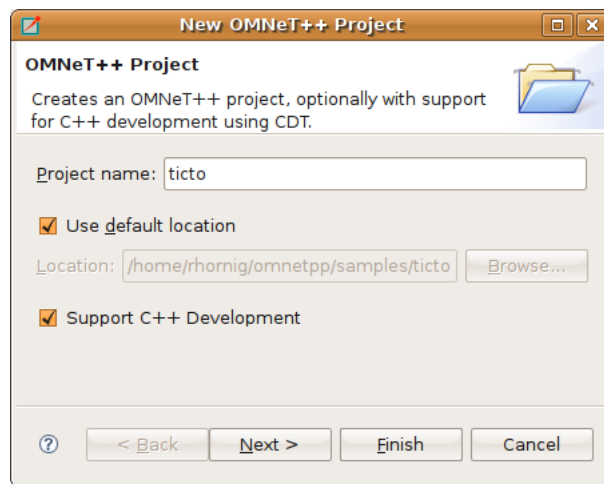 New OMNeT++ Project
OMNeT++ Project
Creates an OMNeT++ project, optionally with support
for C++ development using CDT.
Project name: ticto
Use default location
Location: /home/rhornig/omnetpp/samples/ticto Browse...
Support C++ Development
? < Back Next > Finish Cancel